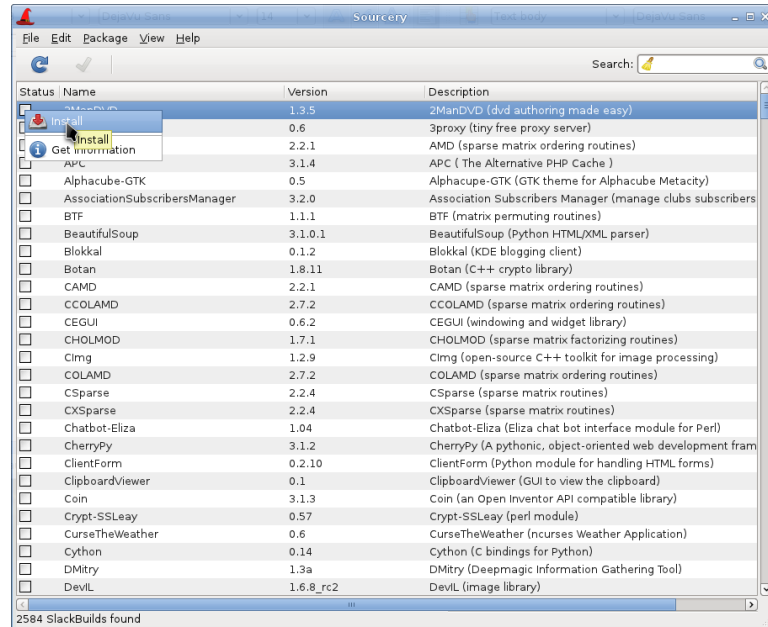 Sourcery
File Edit Package View Help
Search:
Status Name Version Description
2ManDVD 1.3.5 2ManDVD (dvd authoring made easy)
Install
0.6 3proxy (tiny free proxy server)
Install
2.2.1 AMD (sparse matrix ordering routines)
Get Information
APC 3.1.4 APC ( The Alternative PHP Cache )
Alphacube-GTK 0.5 Alphacupe-GTK (GTK theme for Alphacube Metacity)
AssociationSubscribersManager 3.2.0 Association Subscribers Manager (manage clubs subscribers
BTF 1.1.1 BTF (matrix permuting routines)
BeautifulSoup 3.1.0.1 BeautifulSoup (Python HTML/XML parser)
Blokkal 0.1.2 Blokkal (KDE blogging client)
Botan 1.8.11 Botan (C++ crypto library)
CAMD 2.2.1 CAMD (sparse matrix ordering routines)
CCOLAMD 2.7.2 CCOLAMD (sparse matrix ordering routines)
CEGUI 0.6.2 CEGUI (windowing and widget library)
CHOLMOD 1.7.1 CHOLMOD (sparse matrix factorizing routines)
CImg 1.2.9 CImg (open-source C++ toolkit for image processing)
COLAMD 2.7.2 COLAMD (sparse matrix ordering routines)
CSparse 2.2.4 CSparse (sparse matrix routines)
CXSparse 2.2.4 CXSparse (sparse matrix routines)
Chatbot-Eliza 1.04 Chatbot-Eliza (Eliza chat bot interface module for Perl)
CherryPy 3.1.2 CherryPy (A pythonic, object-oriented web development fram
ClientForm 0.2.10 ClientForm (Python module for handling HTML forms)
ClipboardViewer 0.1 ClipboardViewer (GUI to view the clipboard)
Coin 3.1.3 Coin (an Open Inventor API compatible library)
Crypt-SSLeay 0.57 Crypt-SSLeay (perl module)
CurseTheWeather 0.6 CurseTheWeather (ncurses Weather Application)
Cython 0.14 Cython (C bindings for Python)
DMitry 1.3a DMitry (Deepmagic Information Gathering Tool)
DevIL 1.6.8_rc2 DevIL (image library)
2584 SlackBuilds found